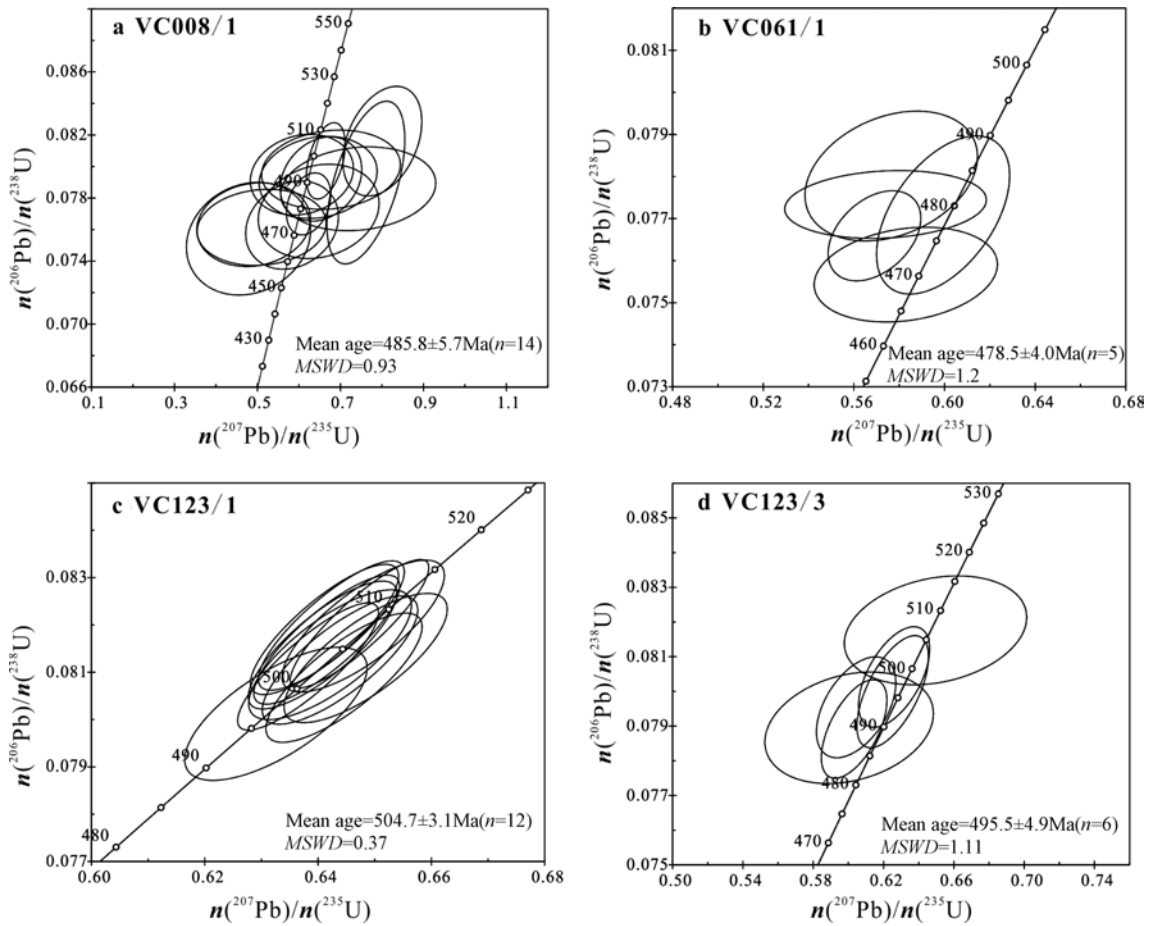 a VC008/1
550
530
510
490
470
450
430
0.086
0.082
0.078
0.074
0.070
0.066
n(²⁰⁶Pb)/n(²³⁸U)
Mean age=485.8±5.7Ma(n=14)
MSWD=0.93
0.1 0.3 0.5 0.7 0.9 1.1
n(²⁰⁷Pb)/n(²³⁵U)
b VC061/1
500
490
480
470
460
0.081
0.079
0.077
0.075
0.073
n(²⁰⁶Pb)/n(²³⁸U)
Mean age=478.5±4.0Ma(n=5)
MSWD=1.2
0.48 0.52 0.56 0.60 0.64 0.68
n(²⁰⁷Pb)/n(²³⁵U)
c VC123/1
520
510
500
490
480
0.083
0.081
0.079
0.077
n(²⁰⁶Pb)/n(²³⁸U)
Mean age=504.7±3.1Ma(n=12)
MSWD=0.37
0.60 0.62 0.64 0.66 0.68
n(²⁰⁷Pb)/n(²³⁵U)
d VC123/3
530
520
510
500
490
480
470
0.085
0.083
0.081
0.079
0.077
0.075
n(²⁰⁶Pb)/n(²³⁸U)
Mean age=495.5±4.9Ma(n=6)
MSWD=1.11
0.50 0.54 0.58 0.62 0.66 0.70 0.74
n(²⁰⁷Pb)/n(²³⁵U)